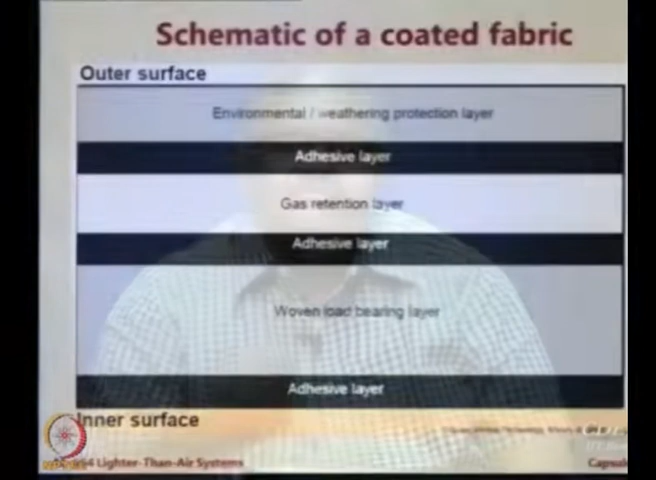 Schematic of a coated fabric
Outer surface
Environmental / weathering protection layer
Adhesive layer
Gas retention layer
Adhesive layer
Woven load bearing layer
Adhesive layer
Inner surface
Lighter-Than-Air Systems
Capsul